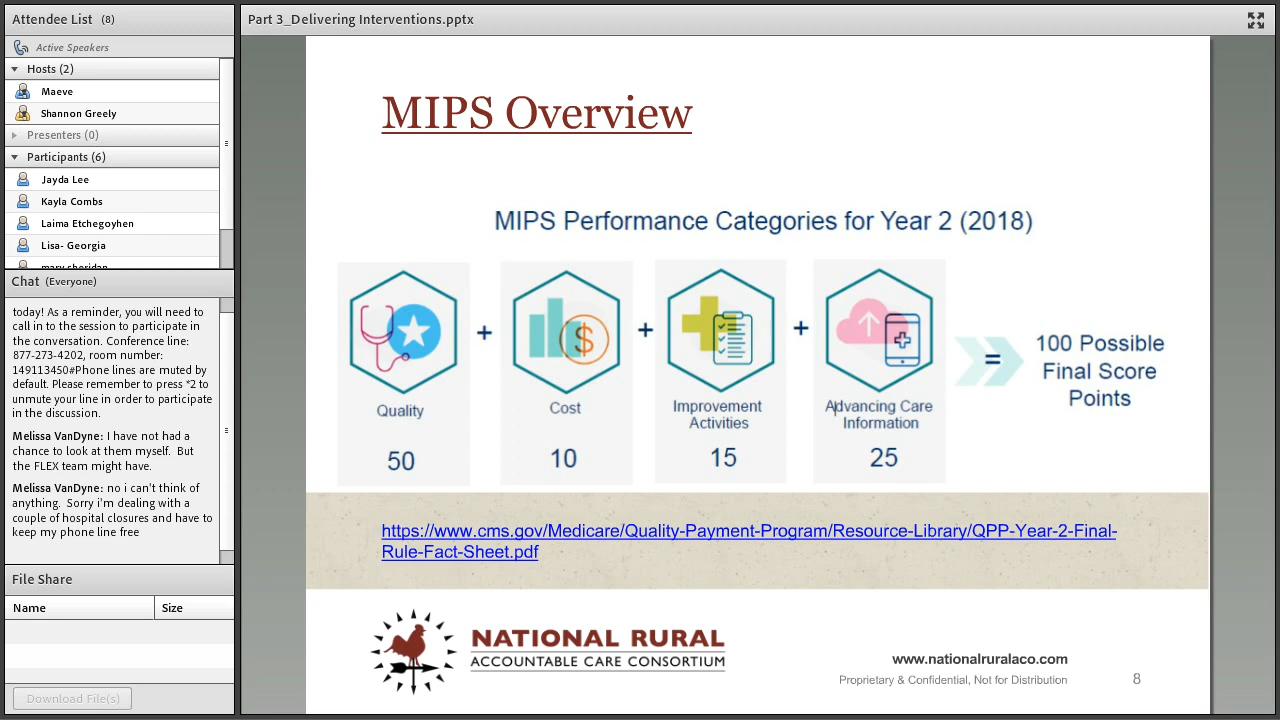 Attendee List (8)
Active Speakers
Hosts (2)
Maeve
Shannon Greely
Presenters (0)
Participants (6)
Jayda Lee
Kayla Combs
Laima Etchegoyhen
Lisa- Georgia
mary sheridan
Chat (Everyone)
today! As a reminder, you will need to
call in to the session to participate in
the conversation. Conference line:
877-273-4202, room number:
149113450#Phone lines are muted by
default. Please remember to press *2 to
unmute your line in order to participate
in the discussion.
Melissa VanDyne: I have not had a
chance to look at them myself. But
the FLEX team might have.
Melissa VanDyne: no i can't think of
anything. Sorry i'm dealing with a
couple of hospital closures and have to
keep my phone line free
File Share
Name Size
Download File(s)
Part 3_Delivering Interventions.pptx
MIPS Overview
MIPS Performance Categories for Year 2 (2018)
Quality
50
+
Cost
10
+
Improvement
Activities
15
+
Advancing Care
Information
25
=
100 Possible
Final Score
Points
https://www.cms.gov/Medicare/Quality-Payment-Program/Resource-Library/QPP-Year-2-Final-
Rule-Fact-Sheet.pdf
NATIONAL RURAL
ACCOUNTABLE CARE CONSORTIUM
www.nationalruralaco.com
Proprietary & Confidential, Not for Distribution
8